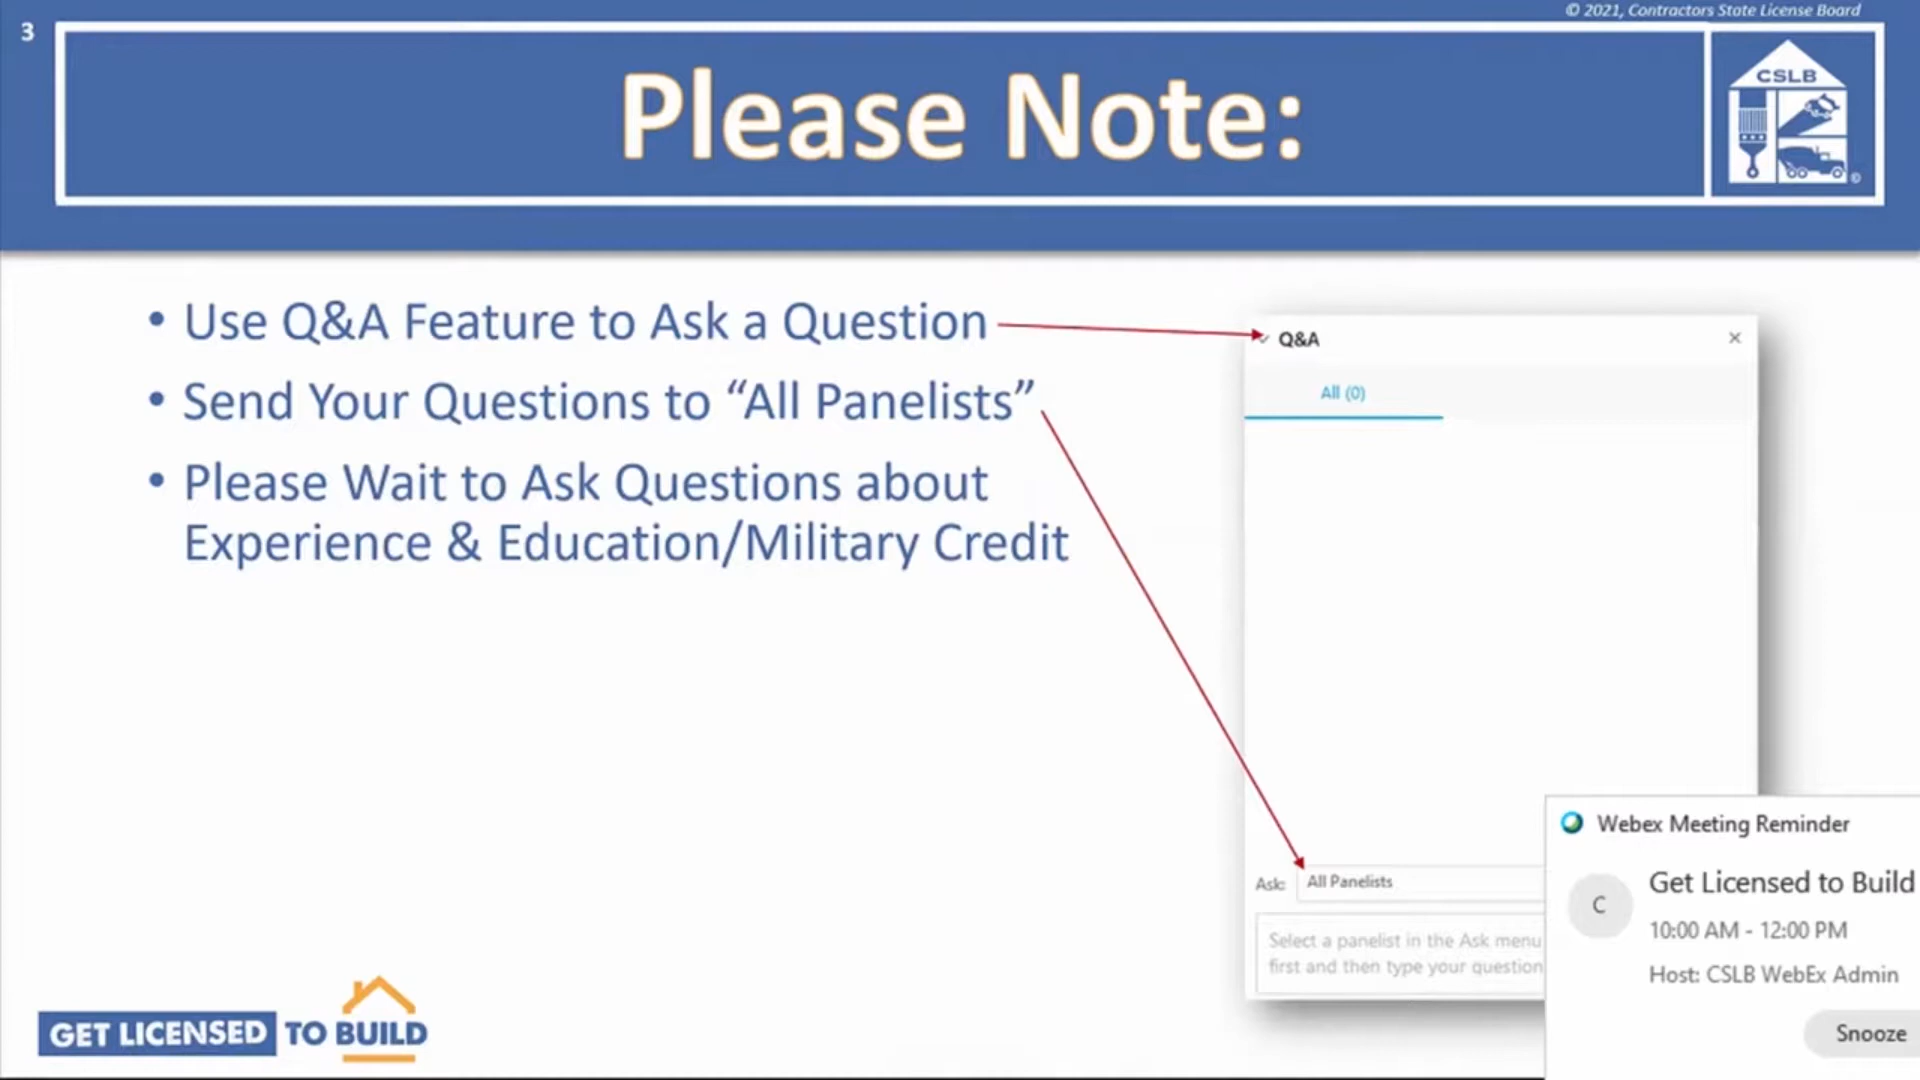 © 2021, Contractors State License Board
3
Please Note:
CSLB
©
• Use Q&A Feature to Ask a Question
• Send Your Questions to “All Panelists”
• Please Wait to Ask Questions about
Experience & Education/Military Credit
Q&A
All (0)
Ask: All Panelists
Select a panelist in the Ask menu
first and then type your question
Webex Meeting Reminder
C
Get Licensed to Build
10:00 AM - 12:00 PM
Host: CSLB WebEx Admin
Snooze
GET LICENSED TO BUILD